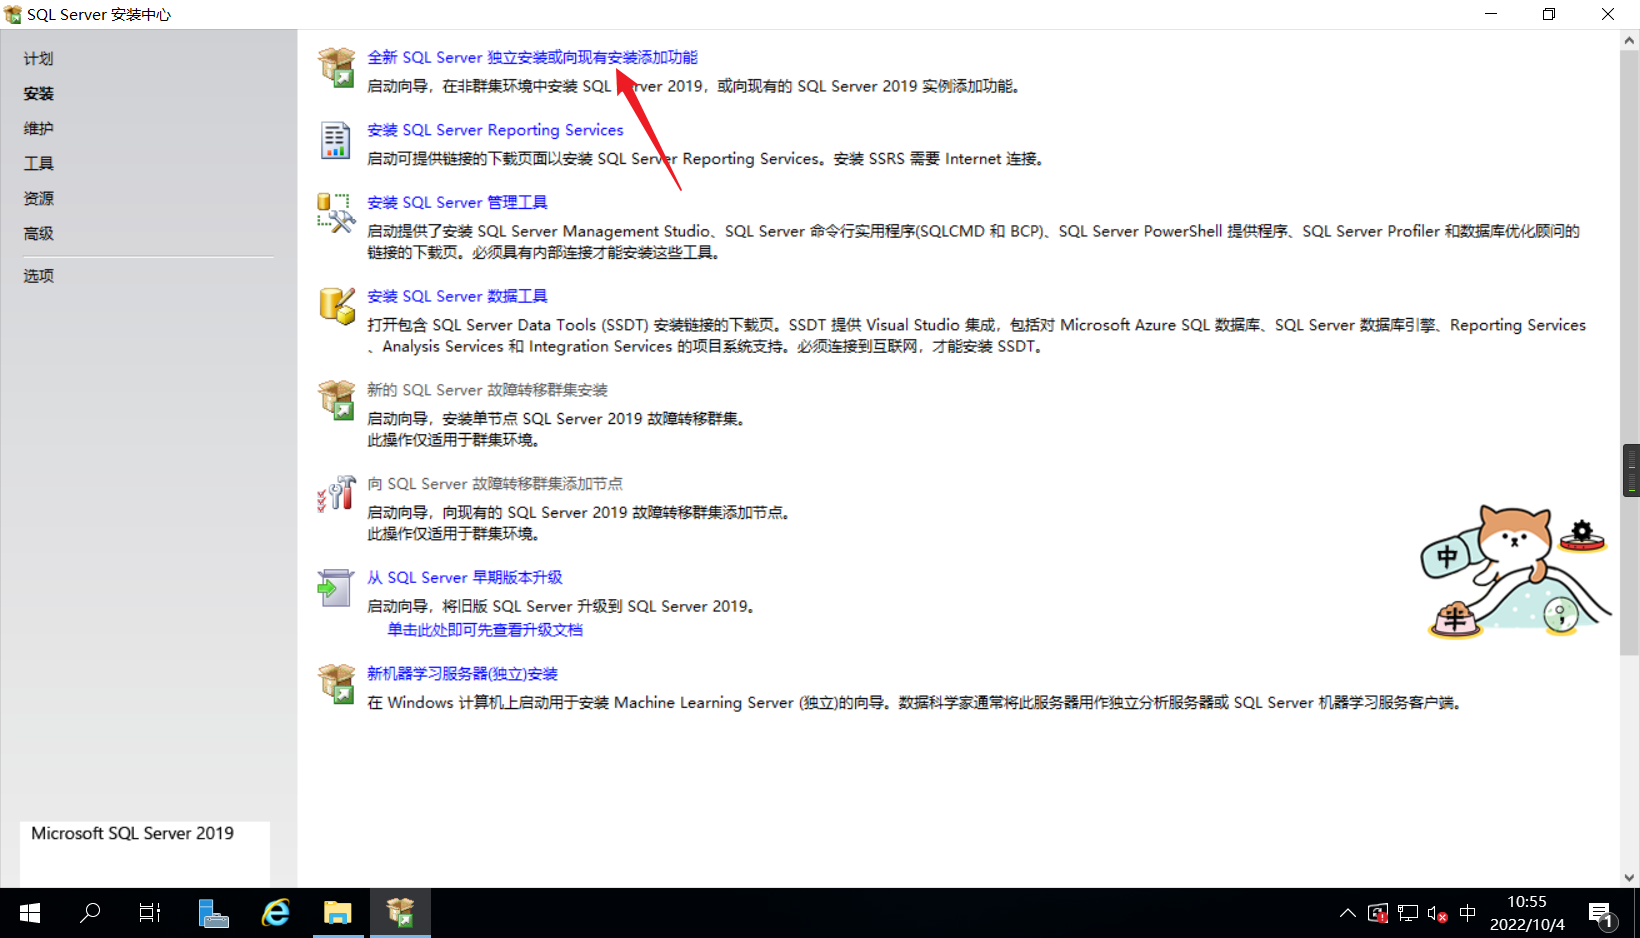 SQL Server 安装中心
计划
安装
维护
工具
资源
高级
选项
Microsoft SQL Server 2019
全新 SQL Server 独立安装或向现有安装添加功能
启动向导，在非群集环境中安装 SQL rver 2019，或向现有的 SQL Server 2019 实例添加功能。
安装 SQL Server Reporting Services
启动可提供链接的下载页面以安装 SQL Server Reporting Services。安装 SSRS 需要 Internet 连接。
安装 SQL Server 管理工具
启动提供了安装 SQL Server Management Studio、SQL Server 命令行实用程序(SQLCMD 和 BCP)、SQL Server PowerShell 提供程序、SQL Server Profiler 和数据库优化顾问的
链接的下载页。必须具有内部连接才能安装这些工具。
安装 SQL Server 数据工具
打开包含 SQL Server Data Tools (SSDT) 安装链接的下载页。SSDT 提供 Visual Studio 集成，包括对 Microsoft Azure SQL 数据库、SQL Server 数据库引擎、Reporting Services
、Analysis Services 和 Integration Services 的项目系统支持。必须连接到互联网，才能安装 SSDT。
新的 SQL Server 故障转移群集安装
启动向导，安装单节点 SQL Server 2019 故障转移群集。
此操作仅适用于群集环境。
向 SQL Server 故障转移群集添加节点
启动向导，向现有的 SQL Server 2019 故障转移群集添加节点。
此操作仅适用于群集环境。
从 SQL Server 早期版本升级
启动向导，将旧版 SQL Server 升级到 SQL Server 2019。
单击此处即可先查看升级文档
新机器学习服务器(独立)安装
在 Windows 计算机上启动用于安装 Machine Learning Server (独立)的向导。数据科学家通常将此服务器用作独立分析服务器或 SQL Server 机器学习服务客户端。
中
半
中
10:55
2022/10/4
1